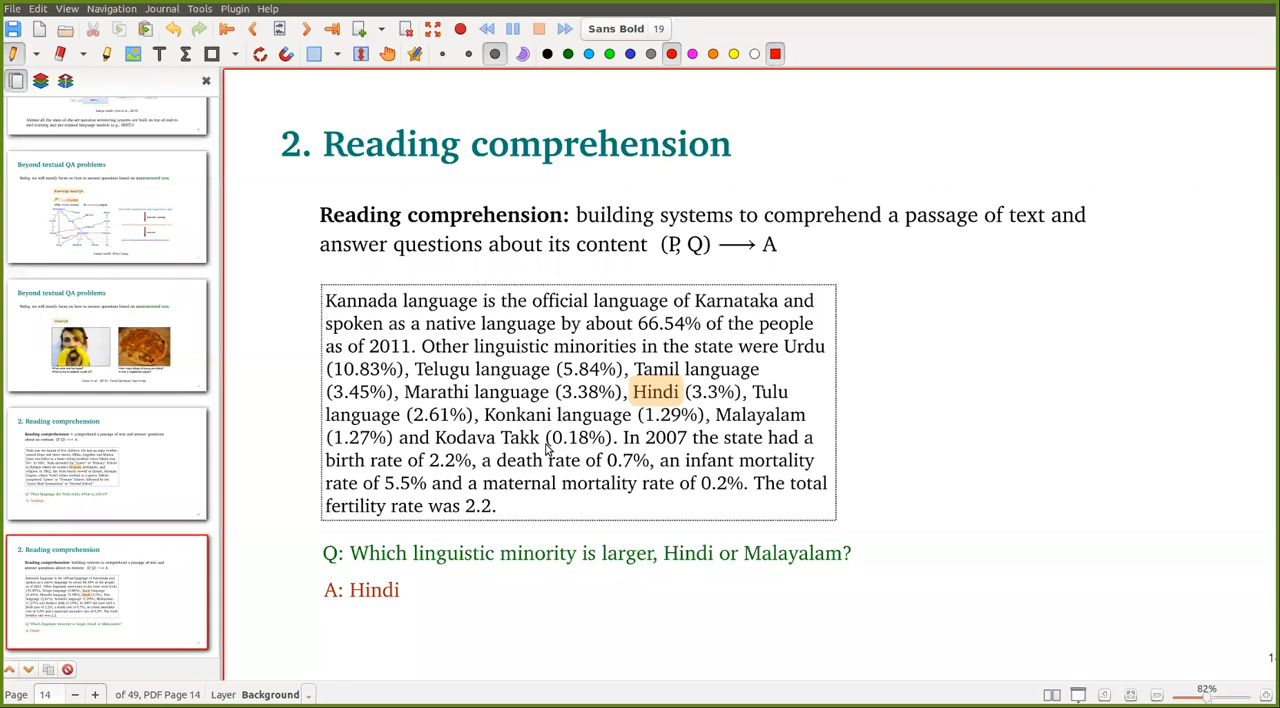 File Edit View Navigation Journal Tools Plugin Help
Sans Bold 19
Beyond textual QA problems
Beyond textual QA problems
2. Reading comprehension
2. Reading comprehension
2. Reading comprehension
Reading comprehension: building systems to comprehend a passage of text and
answer questions about its content (P, Q) ⟶ A
Kannada language is the official language of Karnataka and
spoken as a native language by about 66.54% of the people
as of 2011. Other linguistic minorities in the state were Urdu
(10.83%), Telugu language (5.84%), Tamil language
(3.45%), Marathi language (3.38%), Hindi (3.3%), Tulu
language (2.61%), Konkani language (1.29%), Malayalam
(1.27%) and Kodava Takk (0.18%). In 2007 the state had a
birth rate of 2.2%, a death rate of 0.7%, an infant mortality
rate of 5.5% and a maternal mortality rate of 0.2%. The total
fertility rate was 2.2.
Q: Which linguistic minority is larger, Hindi or Malayalam?
A: Hindi
Page 14 of 49, PDF Page 14 Layer Background 82%